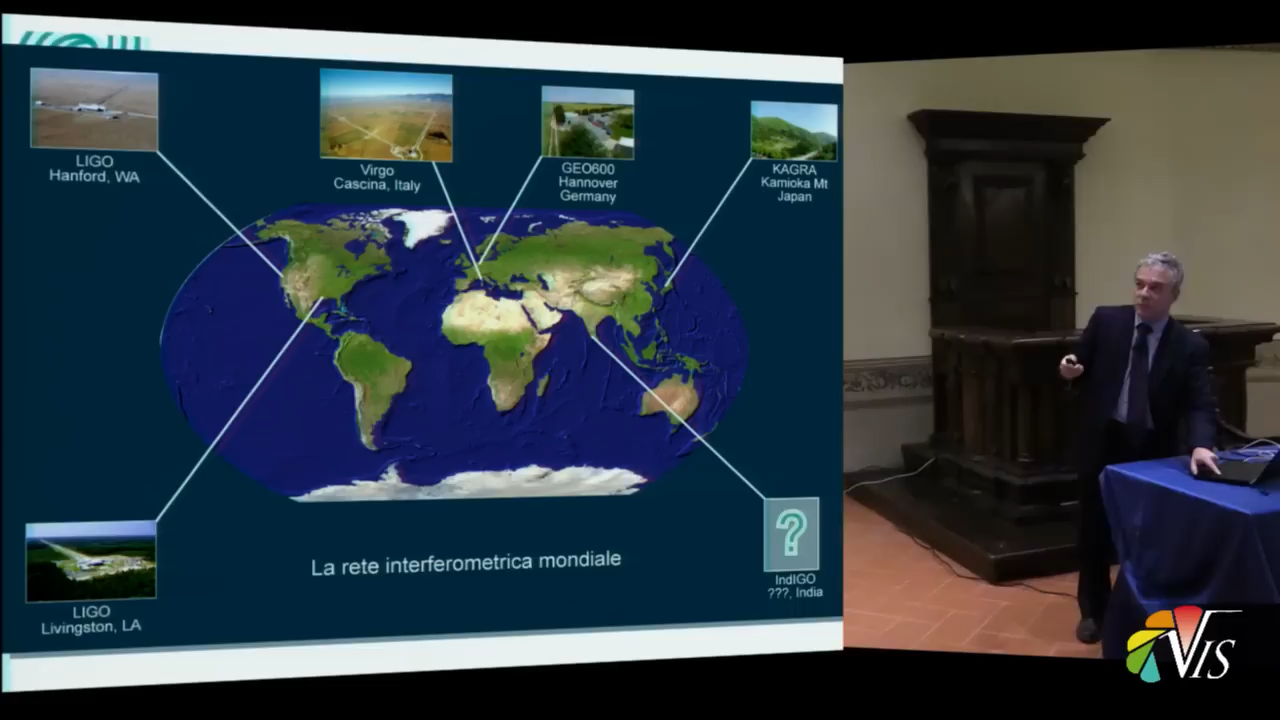 LIGO
Hanford, WA
Virgo
Cascina, Italy
GEO600
Hannover
Germany
KAGRA
Kamioka Mt
Japan
La rete interferometrica mondiale
IndIGO
???, India
LIGO
Livingston, LA
?
VIS